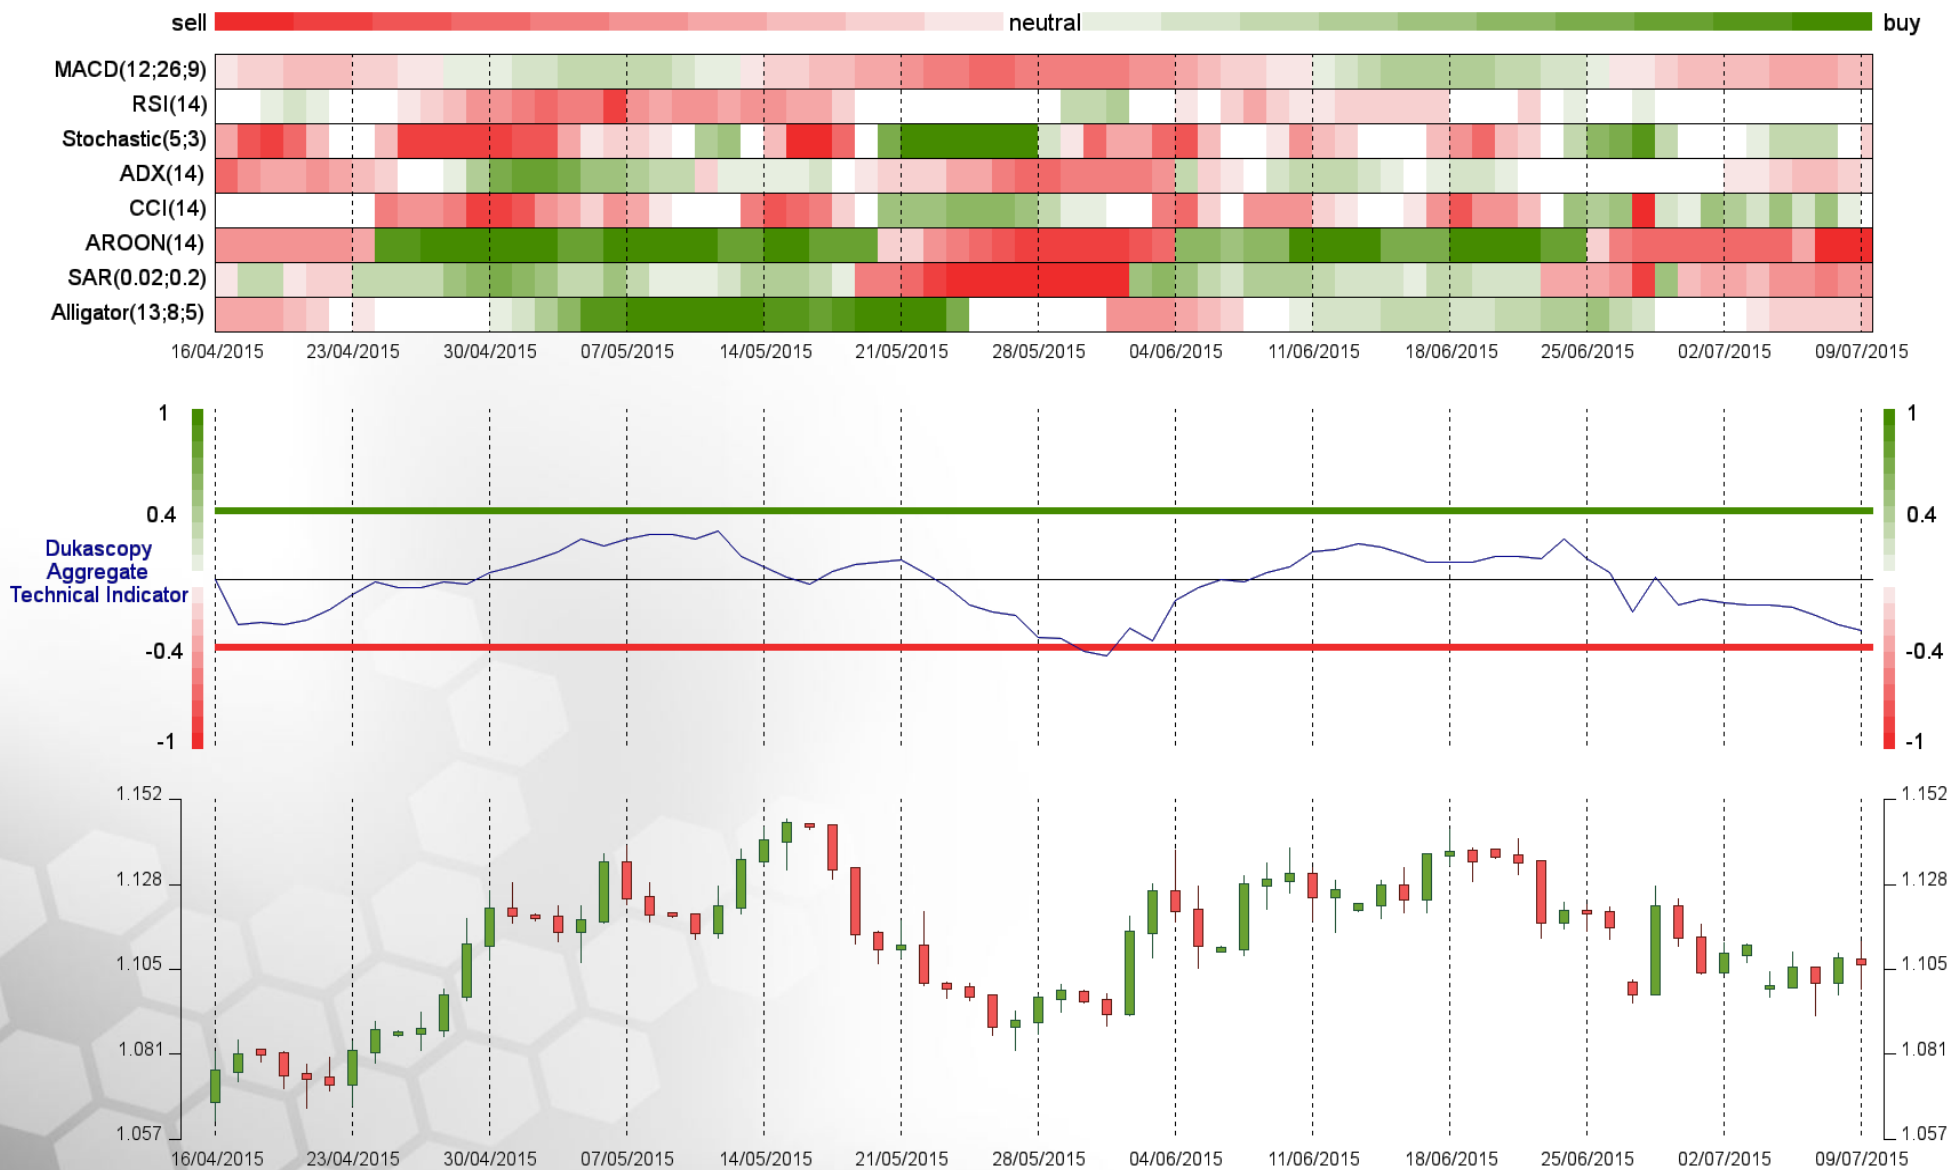 sell neutral buy
MACD(12;26;9)
RSI(14)
Stochastic(5;3)
ADX(14)
CCI(14)
AROON(14)
SAR(0.02;0.2)
Alligator(13;8;5)
16/04/2015 23/04/2015 30/04/2015 07/05/2015 14/05/2015 21/05/2015 28/05/2015 04/06/2015 11/06/2015 18/06/2015 25/06/2015 02/07/2015 09/07/2015
1 1
0.4 0.4
Dukascopy
Aggregate
Technical Indicator
-0.4 -0.4
-1 -1
1.152 1.152
1.128 1.128
1.105 1.105
1.081 1.081
1.057 1.057
16/04/2015 23/04/2015 30/04/2015 07/05/2015 14/05/2015 21/05/2015 28/05/2015 04/06/2015 11/06/2015 18/06/2015 25/06/2015 02/07/2015 09/07/2015